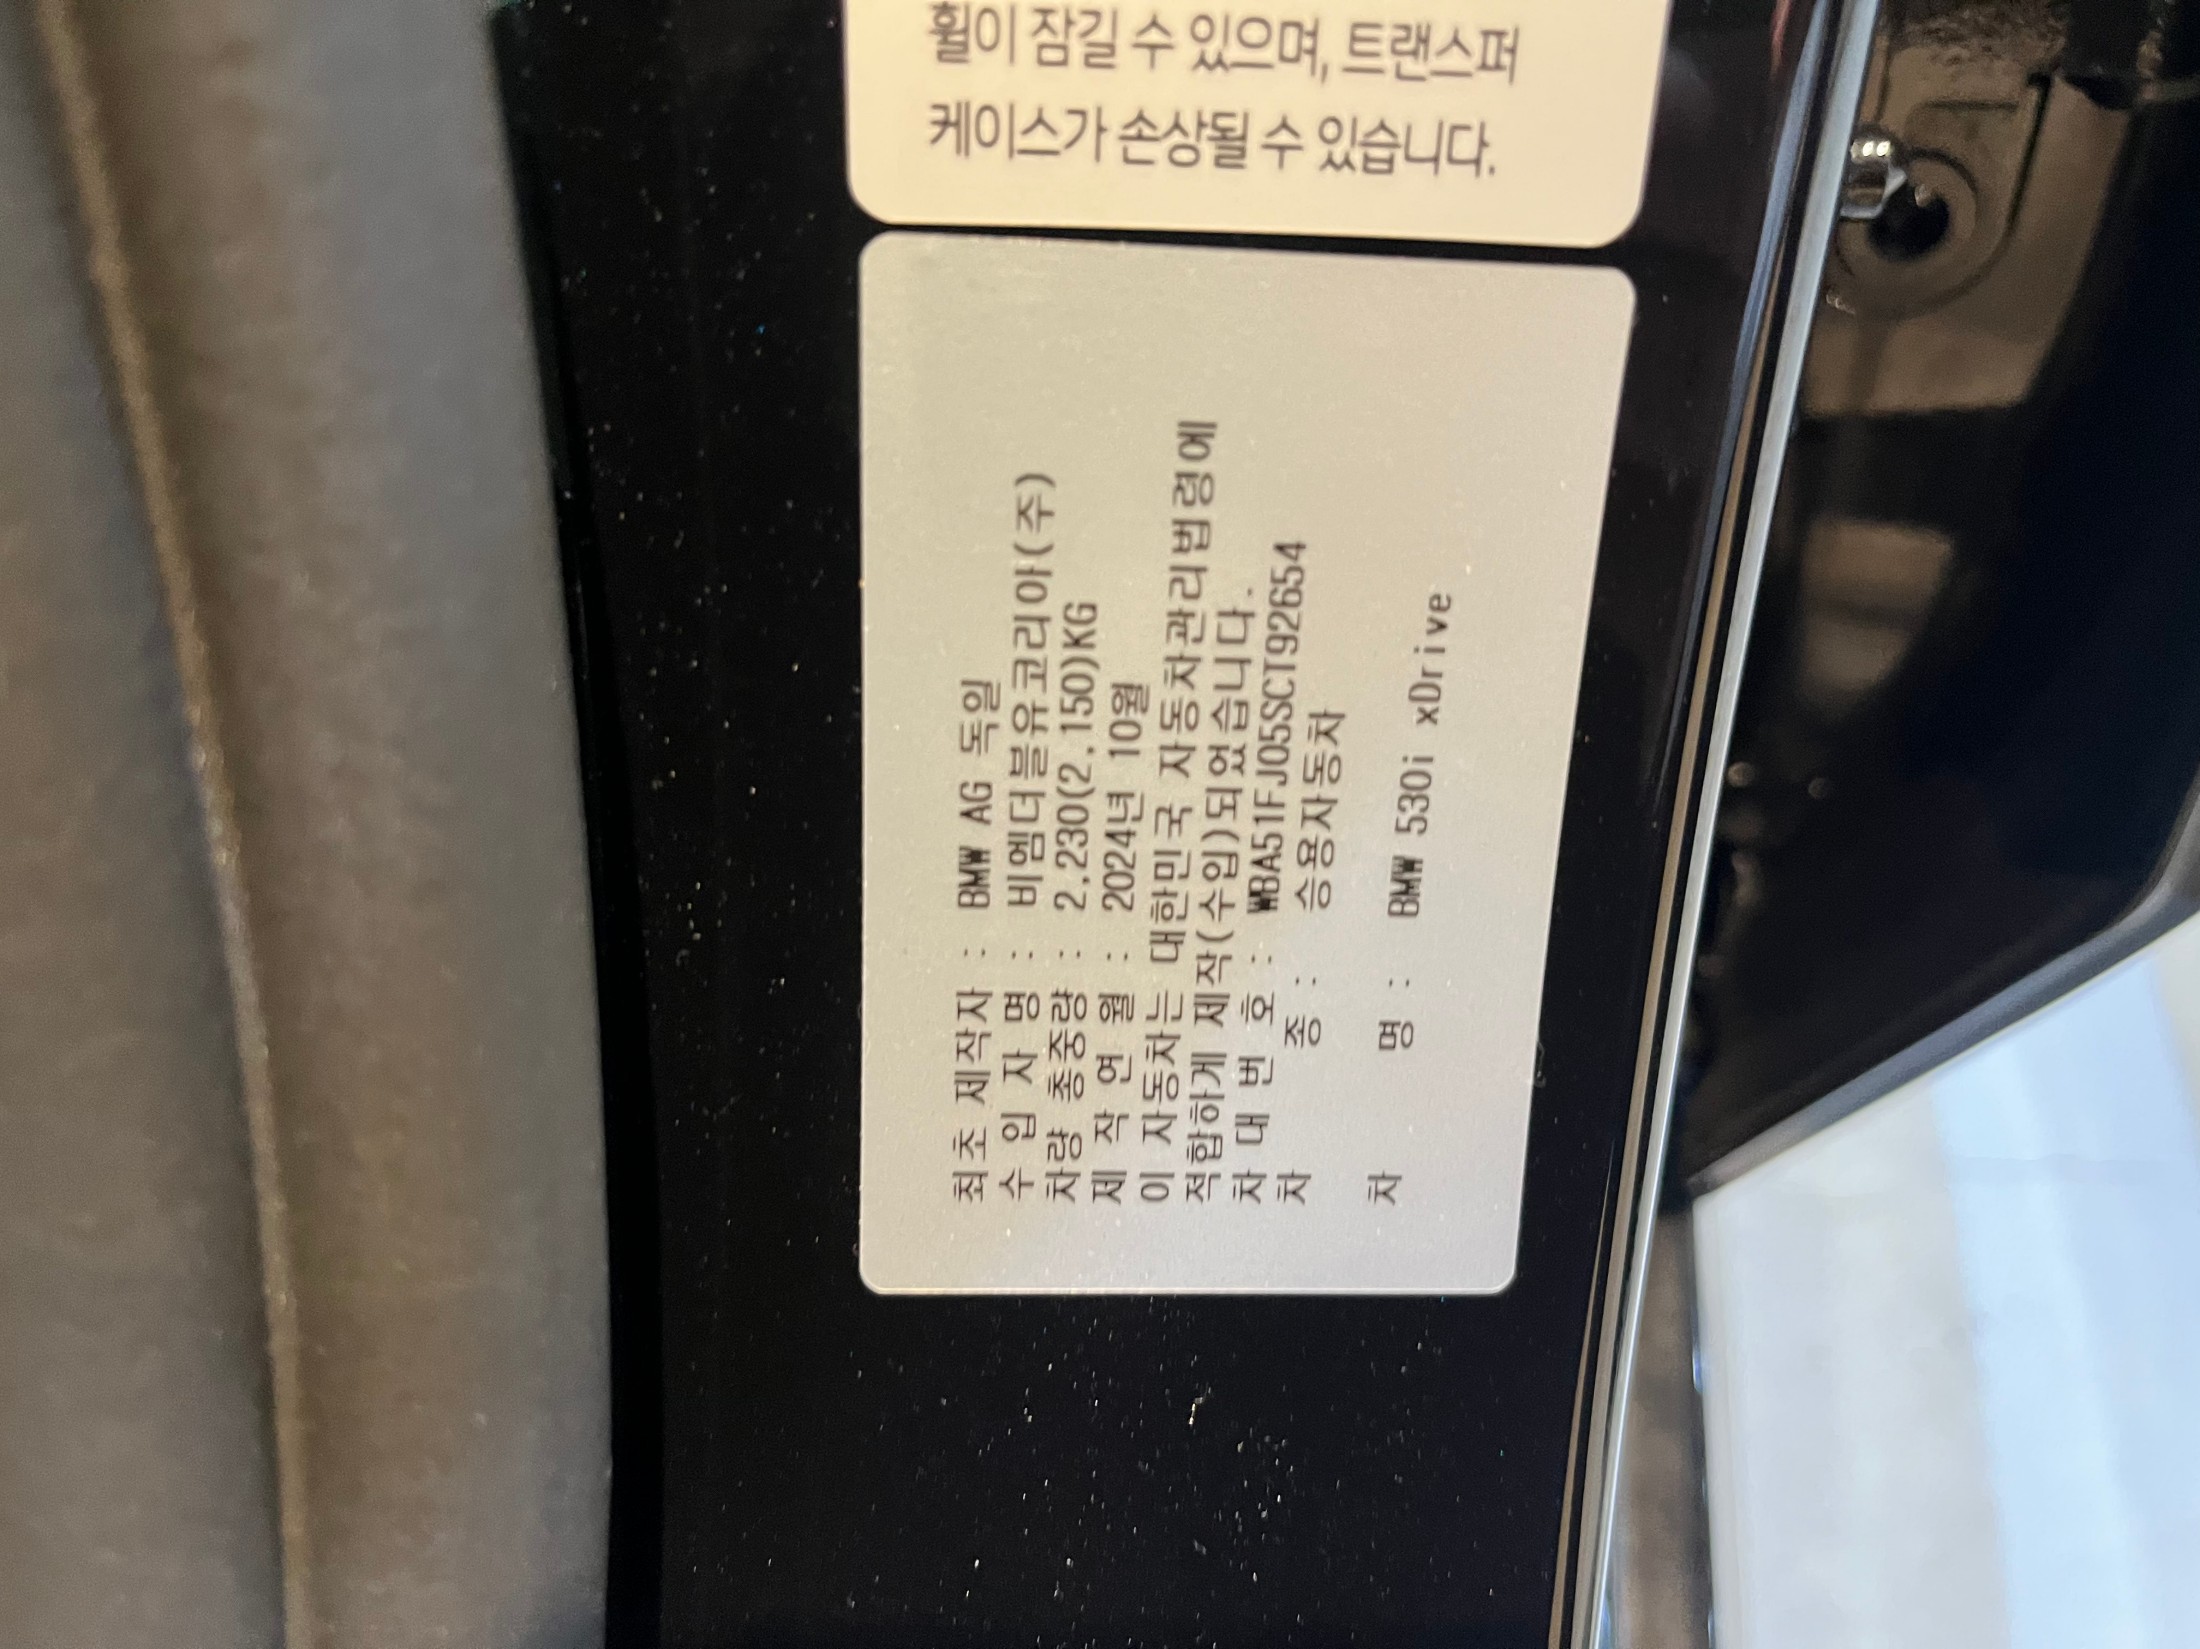 휠이 잠길 수 있으며, 트랜스퍼
케이스가 손상될 수 있습니다.
최초 제작자 : BMW AG 독일
수 입 자 명 : 비엠더블유코리아(주)
차량 총중량 : 2,230(2,150)KG
제 작 연 월 : 2024년 10월
이 자동차는 대한민국 자동차관리법령에
적합하게 제작(수입)되었습니다.
차 대 번 호 : WBA51FJ05SCT92654
차 종 : 승용자동차
차 명 : BMW 530i xDrive